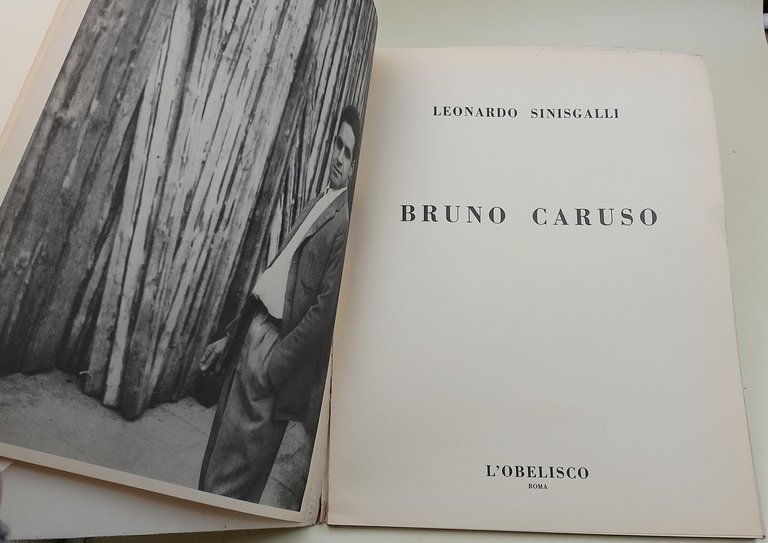 LEONARDO SINISGALLI
BRUNO CARUSO
L'OBELISCO
ROMA